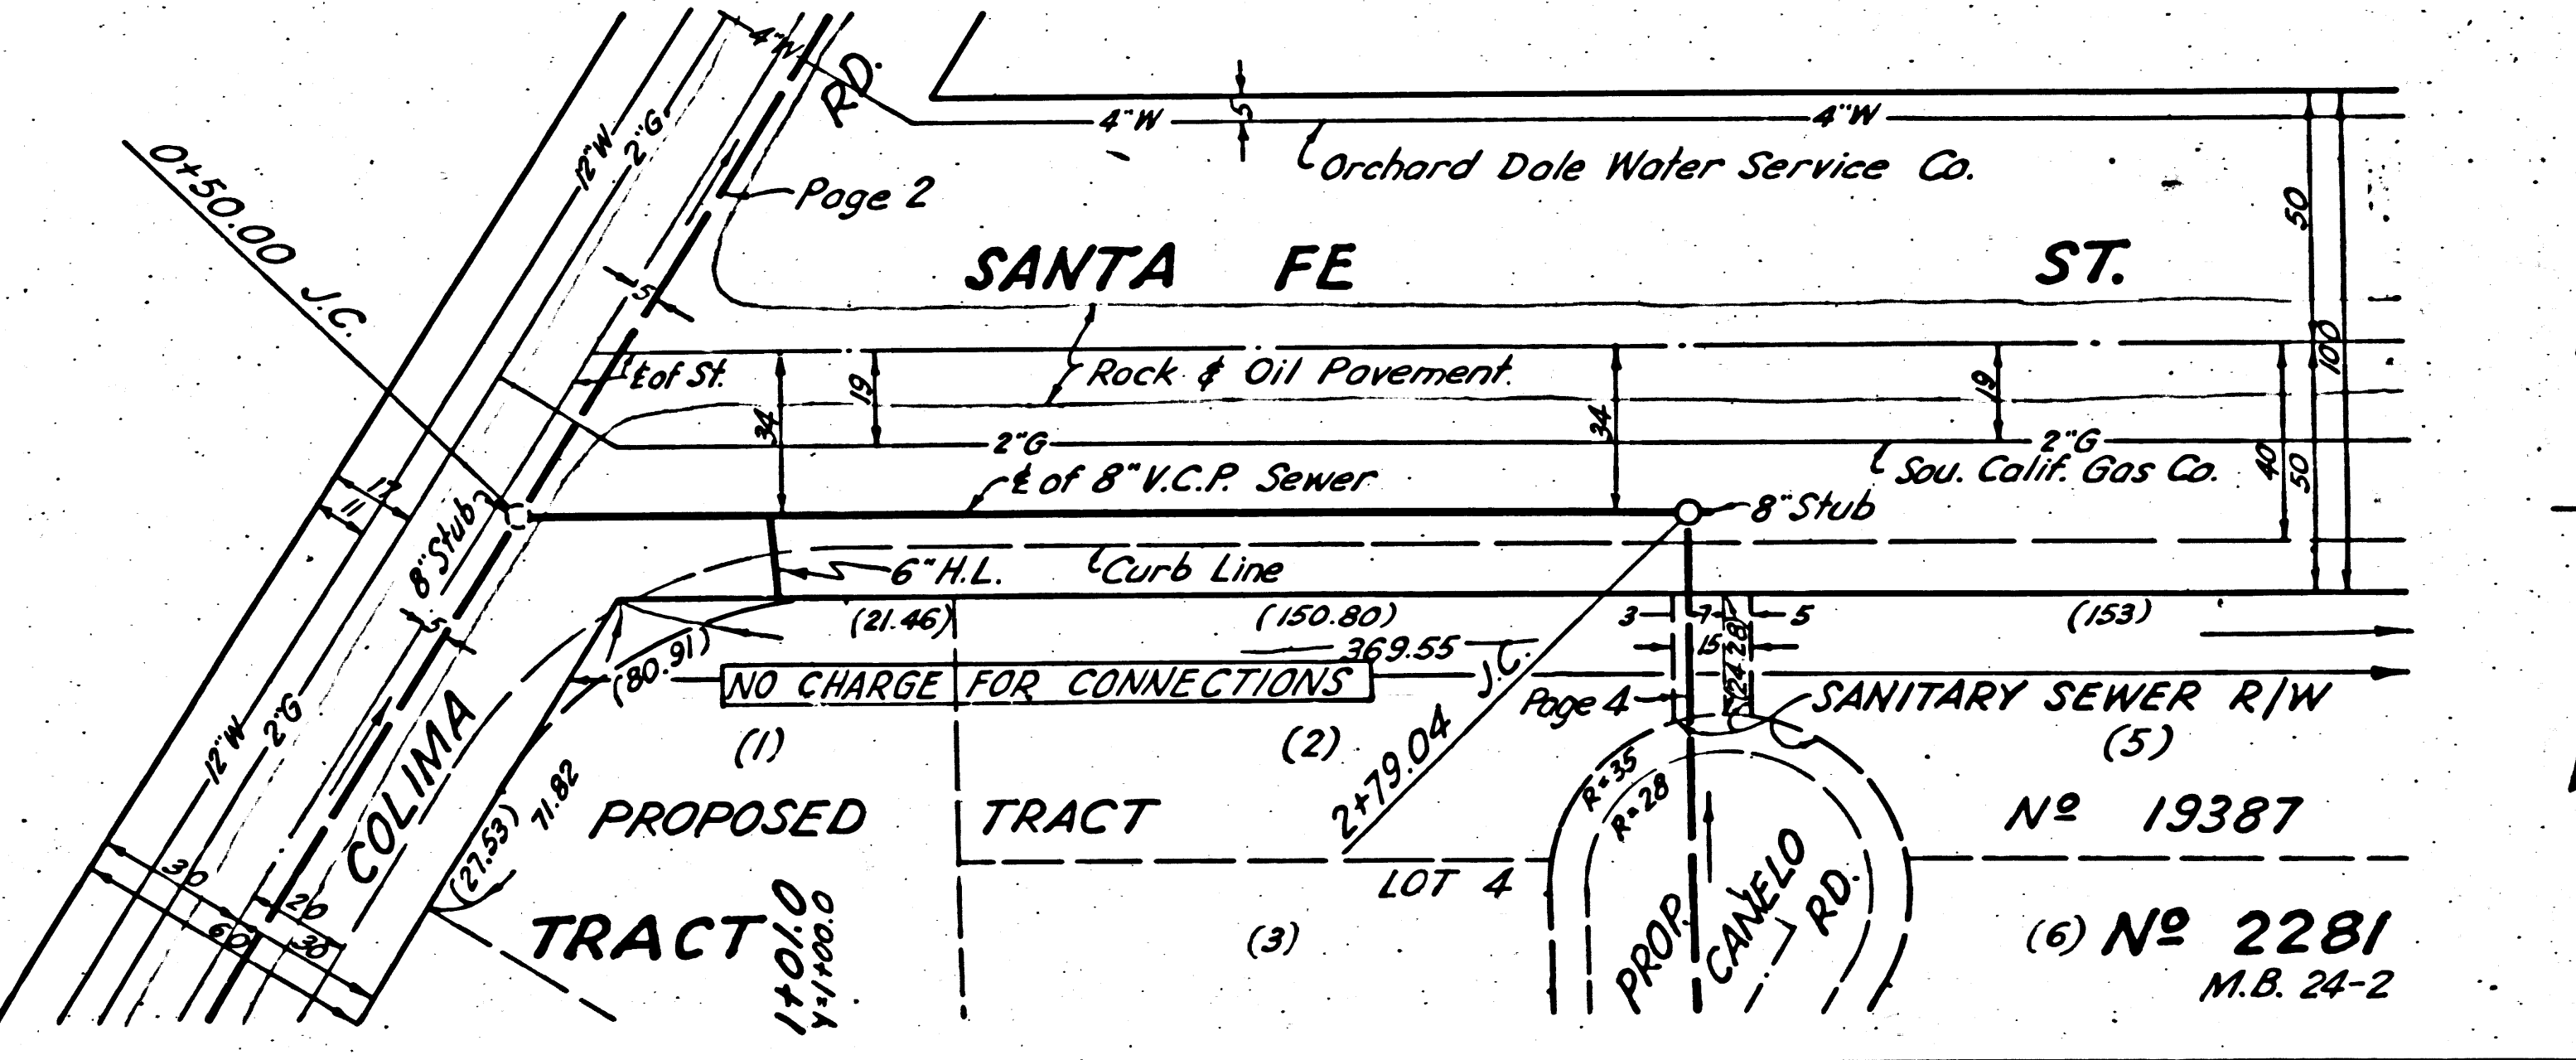 4"W
RD.
4"W
5
4"W
12"W
2"G
Orchard Dale Water Service Co.
Page 2
0+50.00 J.C.
50
SANTA FE ST.
5
100
℄ of St.
Rock & Oil Pavement.
19
19
34
34
2"G
2"G
40
50
℄ of 8" V.C.P. Sewer
Sou. Calif. Gas Co.
17
11
8" Stub
8" Stub
6" H.L.
Curb Line
5
(21.46)
(150.80)
3
7
5
(153)
369.55
15
(24.28)
(80.91)
NO CHARGE FOR CONNECTIONS
J.C.
Page 4
SANITARY SEWER R/W
12"W
2"G
COLIMA
(1)
(2)
2+79.04
(5)
R=35
R=28
71.82
(27.53)
PROPOSED TRACT
Nº 19387
30
20
60
30
LOT 4
TRACT
1+01.0
Y=1+00.0
(3)
PROP.
CANELO
RD.
(6)
Nº 2281
M.B. 24-2